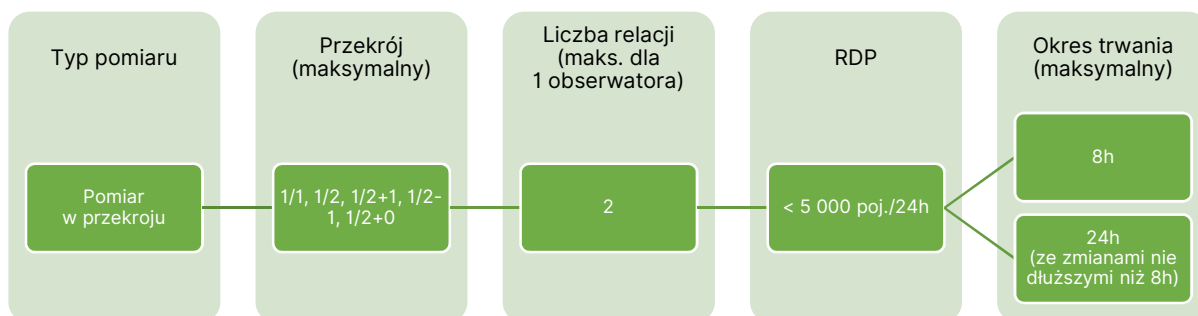 Typ pomiaru
Przekrój
(maksymalny)
Liczba relacji
(maks. dla
1 obserwatora)
RDP
Okres trwania
(maksymalny)
Pomiar
w przekroju
1/1, 1/2, 1/2+1, 1/2-
1, 1/2+0
2
< 5 000 poj./24h
8h
24h
(ze zmianami nie
dłuższymi niż 8h)